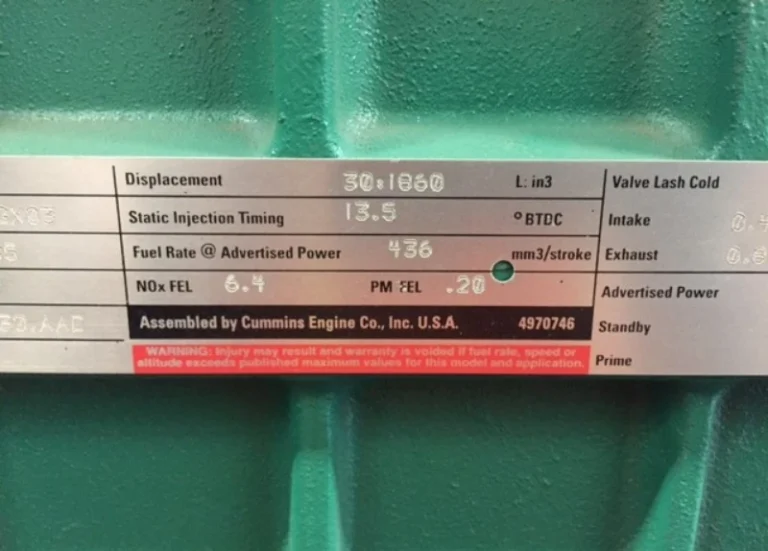 Displacement 30:1860 L: in3
Static Injection Timing 13.5 °BTDC
Fuel Rate @ Advertised Power 436 mm3/stroke
NOx FEL 6.4 PM FEL .20
Assembled by Cummins Engine Co., Inc. U.S.A. 4970746
WARNING: Injury may result and warranty is voided if fuel rate, speed or
altitude exceeds published maximum values for this model and application.
Valve Lash Cold
Intake
Exhaust
Advertised Power
Standby
Prime